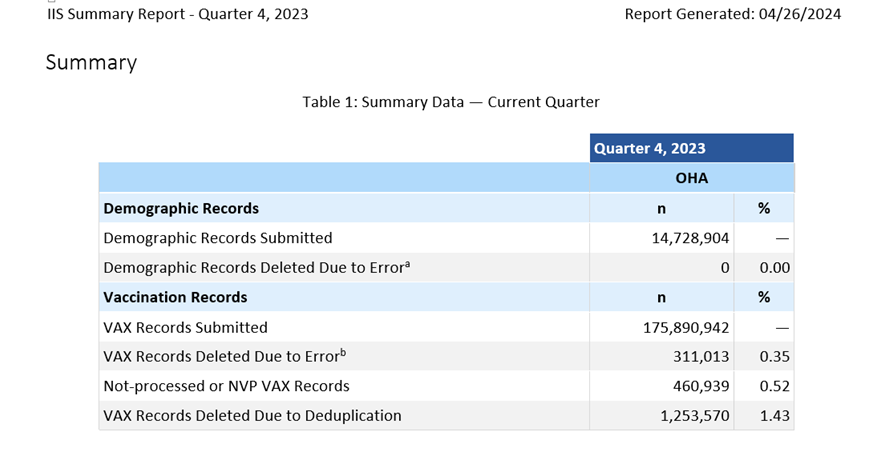 IIS Summary Report - Quarter 4, 2023 Report Generated: 04/26/2024
Summary
Table 1: Summary Data — Current Quarter
Quarter 4, 2023
OHA
Demographic Records n %
Demographic Records Submitted 14,728,904 —
Demographic Records Deleted Due to Errorᵃ 0 0.00
Vaccination Records n %
VAX Records Submitted 175,890,942 —
VAX Records Deleted Due to Errorᵇ 311,013 0.35
Not-processed or NVP VAX Records 460,939 0.52
VAX Records Deleted Due to Deduplication 1,253,570 1.43